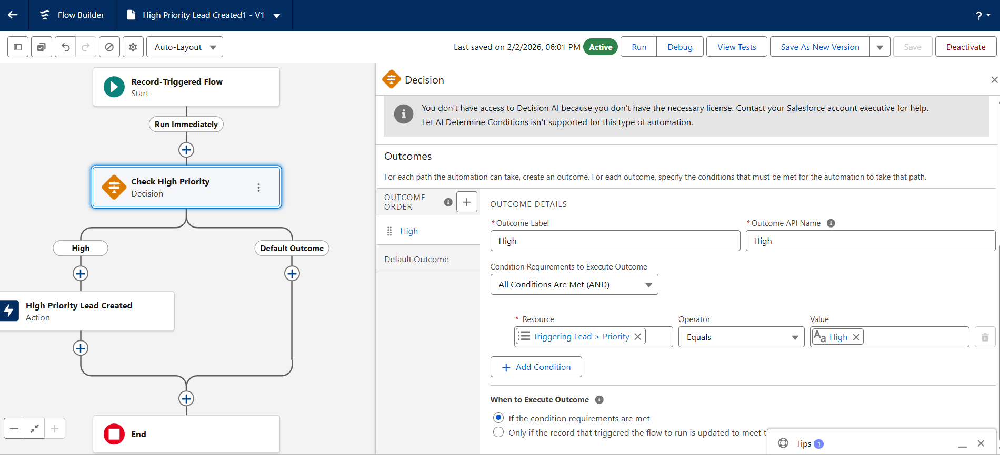 Flow Builder
High Priority Lead Created1 - V1
?
Auto-Layout
Last saved on 2/2/2026, 06:01 PM
Active
Run
Debug
View Tests
Save As New Version
Save
Deactivate
Record-Triggered Flow
Start
Run Immediately
Check High Priority
Decision
High
Default Outcome
High Priority Lead Created
Action
End
Decision
You don't have access to Decision AI because you don't have the necessary license. Contact your Salesforce account executive for help.
Let AI Determine Conditions isn't supported for this type of automation.
Outcomes
For each path the automation can take, create an outcome. For each outcome, specify the conditions that must be met for the automation to take that path.
OUTCOME
ORDER
High
Default Outcome
OUTCOME DETAILS
*Outcome Label
High
*Outcome API Name
High
Condition Requirements to Execute Outcome
All Conditions Are Met (AND)
* Resource
Triggering Lead > Priority
Operator
Equals
Value
Aa High
Add Condition
When to Execute Outcome
If the condition requirements are met
Only if the record that triggered the flow to run is updated to meet t
Tips 1